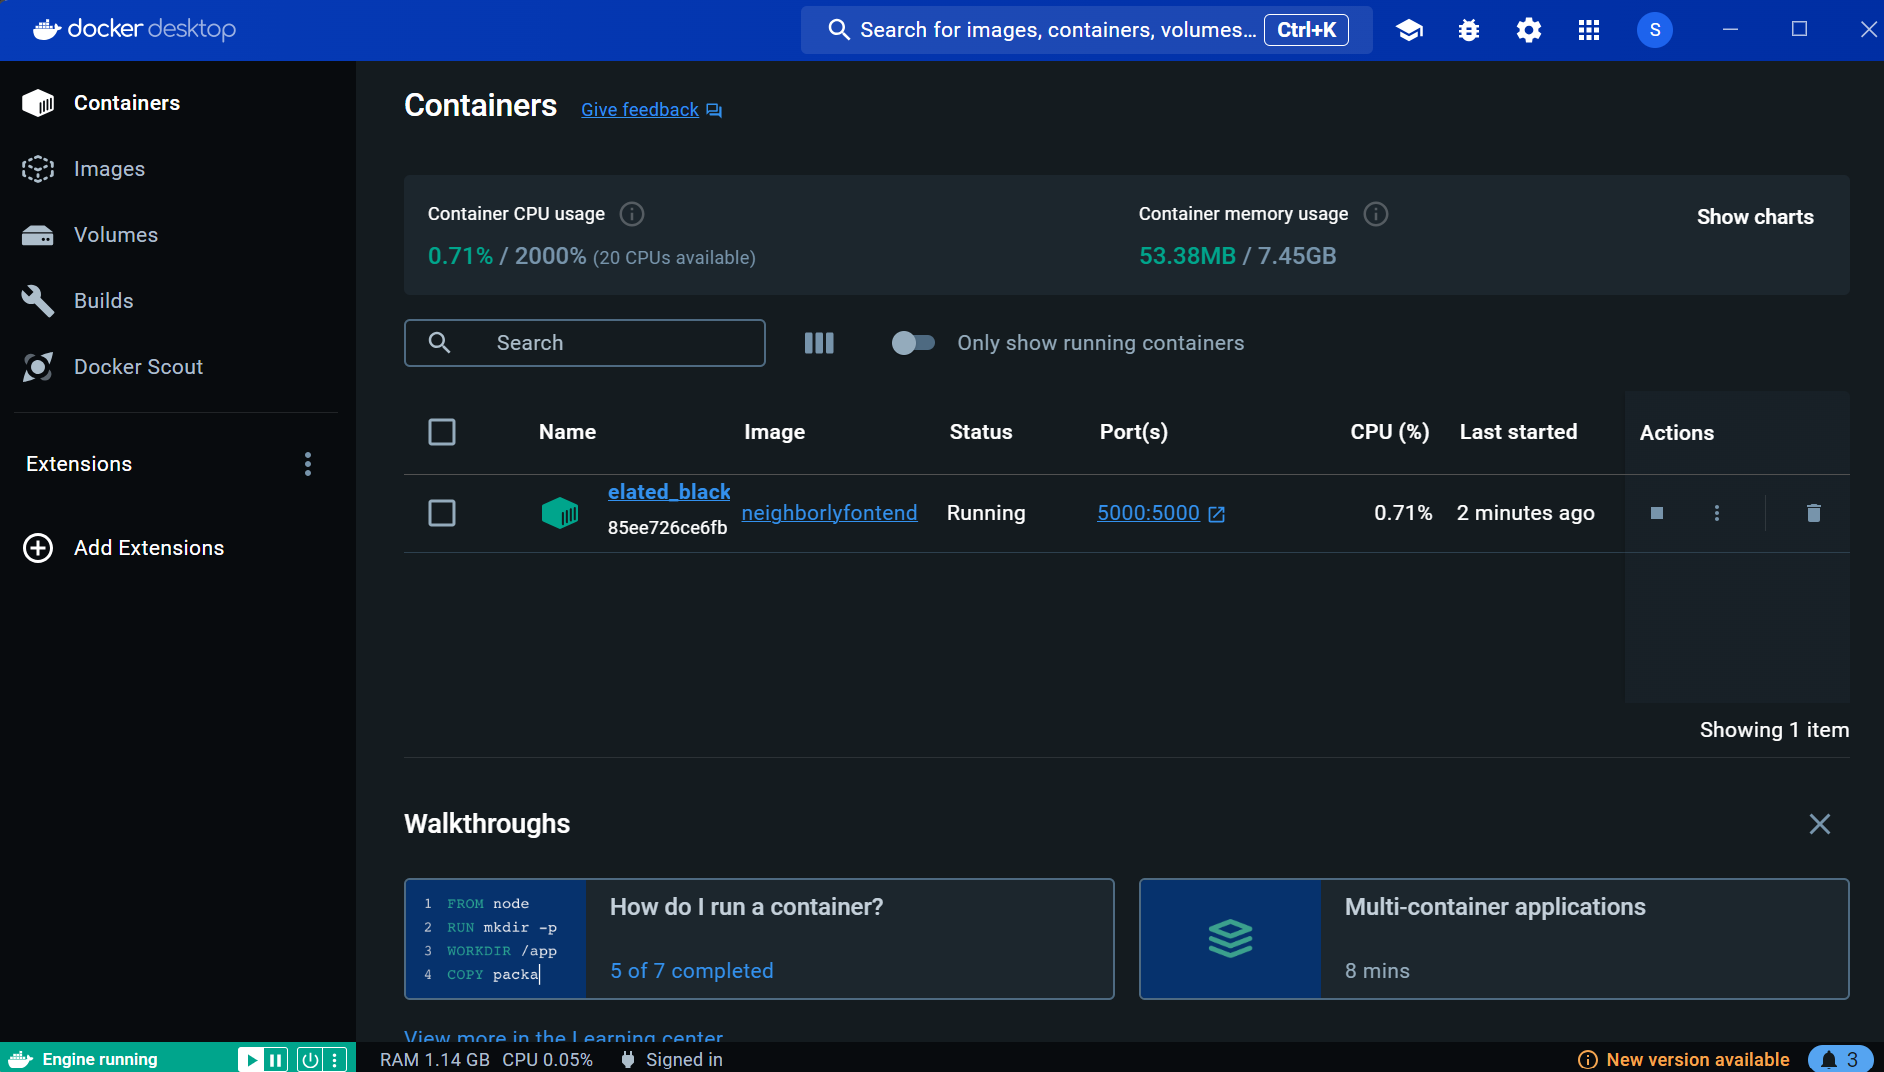 docker desktop
Search for images, containers, volumes... Ctrl+K
S
Containers
Images
Volumes
Builds
Docker Scout
Extensions
Add Extensions
Containers Give feedback
Container CPU usage
0.71% / 2000% (20 CPUs available)
Container memory usage
53.38MB / 7.45GB
Show charts
Search
Only show running containers
Name Image Status Port(s) CPU (%) Last started Actions
elated_black
85ee726ce6fb
neighborlyfontend Running 5000:5000 0.71% 2 minutes ago
Showing 1 item
Walkthroughs
1 FROM node
2 RUN mkdir -p
3 WORKDIR /app
4 COPY packa
How do I run a container?
5 of 7 completed
Multi-container applications
8 mins
View more in the Learning center
Engine running
RAM 1.14 GB CPU 0.05% Signed in
New version available 3